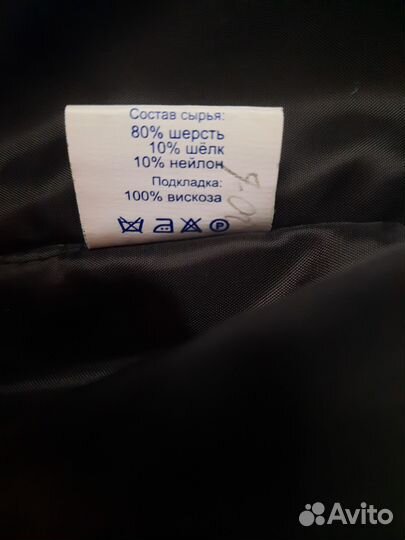 Состав сырья:
80% шерсть
10% шёлк
10% нейлон
Подкладка:
100% вискоза
P
Avito